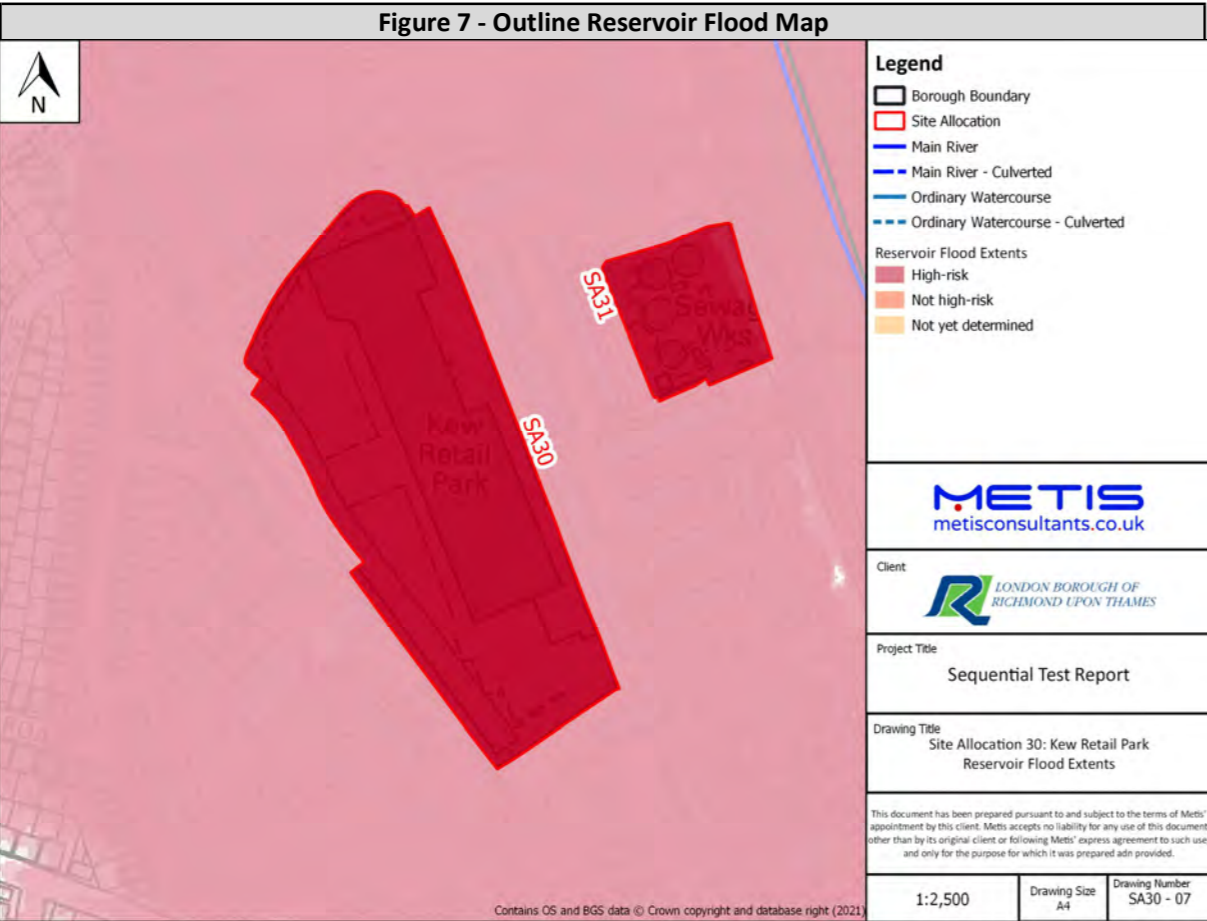 Figure 7 - Outline Reservoir Flood Map
N
SA31
Sewag
Wks
SA30
Kew
Retail
Park
Contains OS and BGS data © Crown copyright and database right (2021)
Legend
Borough Boundary
Site Allocation
Main River
Main River - Culverted
Ordinary Watercourse
Ordinary Watercourse - Culverted
Reservoir Flood Extents
High-risk
Not high-risk
Not yet determined
METIS
metisconsultants.co.uk
Client
LONDON BOROUGH OF
RICHMOND UPON THAMES
Project Title
Sequential Test Report
Drawing Title
Site Allocation 30: Kew Retail Park
Reservoir Flood Extents
This document has been prepared pursuant to and subject to the terms of Metis'
appointment by this client. Metis accepts no liability for any use of this document
other than by its original client or following Metis' express agreement to such use
and only for the purpose for which it was prepared adn provided.
1:2,500
Drawing Size
A4
Drawing Number
SA30 - 07